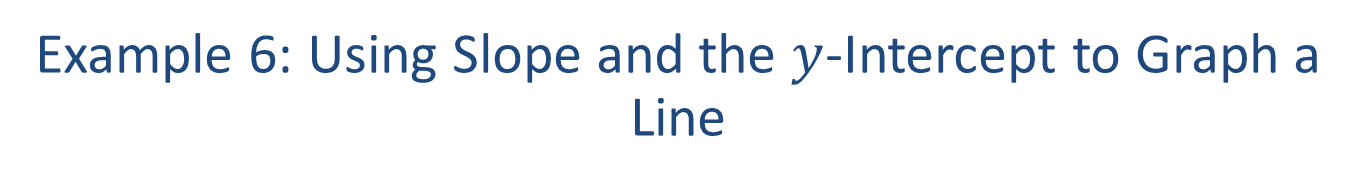 Example 6: Using Slope and the 𝑦-Intercept to Graph a
Line